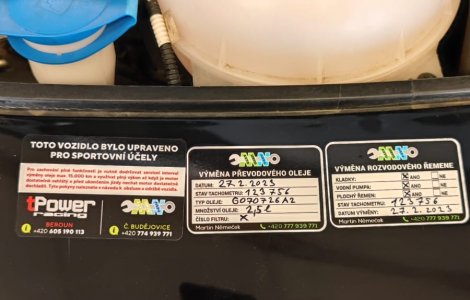 TOTO VOZIDLO BYLO UPRAVENO
PRO SPORTOVNÍ ÚČELY
tPower
racing
BEROUN
+420 605 190 113
Č. BUDĚJOVICE
+420 774 939 771
VÝMĚNA PŘEVODOVÉHO OLEJE
DATUM: 27.2.2023
STAV TACHOMETRU: 123 756
TYP OLEJE: G070726A2
MNOŽSTVÍ OLEJE: 2,5L
ČÍSLO FILTRU: X
Martin Němeček +420 777 939 771
VÝMĚNA ROZVODOVÉHO ŘEMENE
KLADKY: X ANO NE
VODNÍ PUMPA: X ANO NE
PLOCHÝ ŘEMEN: X ANO NE
STAV TACHOMETRU: 123756
DATUM VÝMĚNY: 27.2.2023
Martin Němeček +420 777 939 771